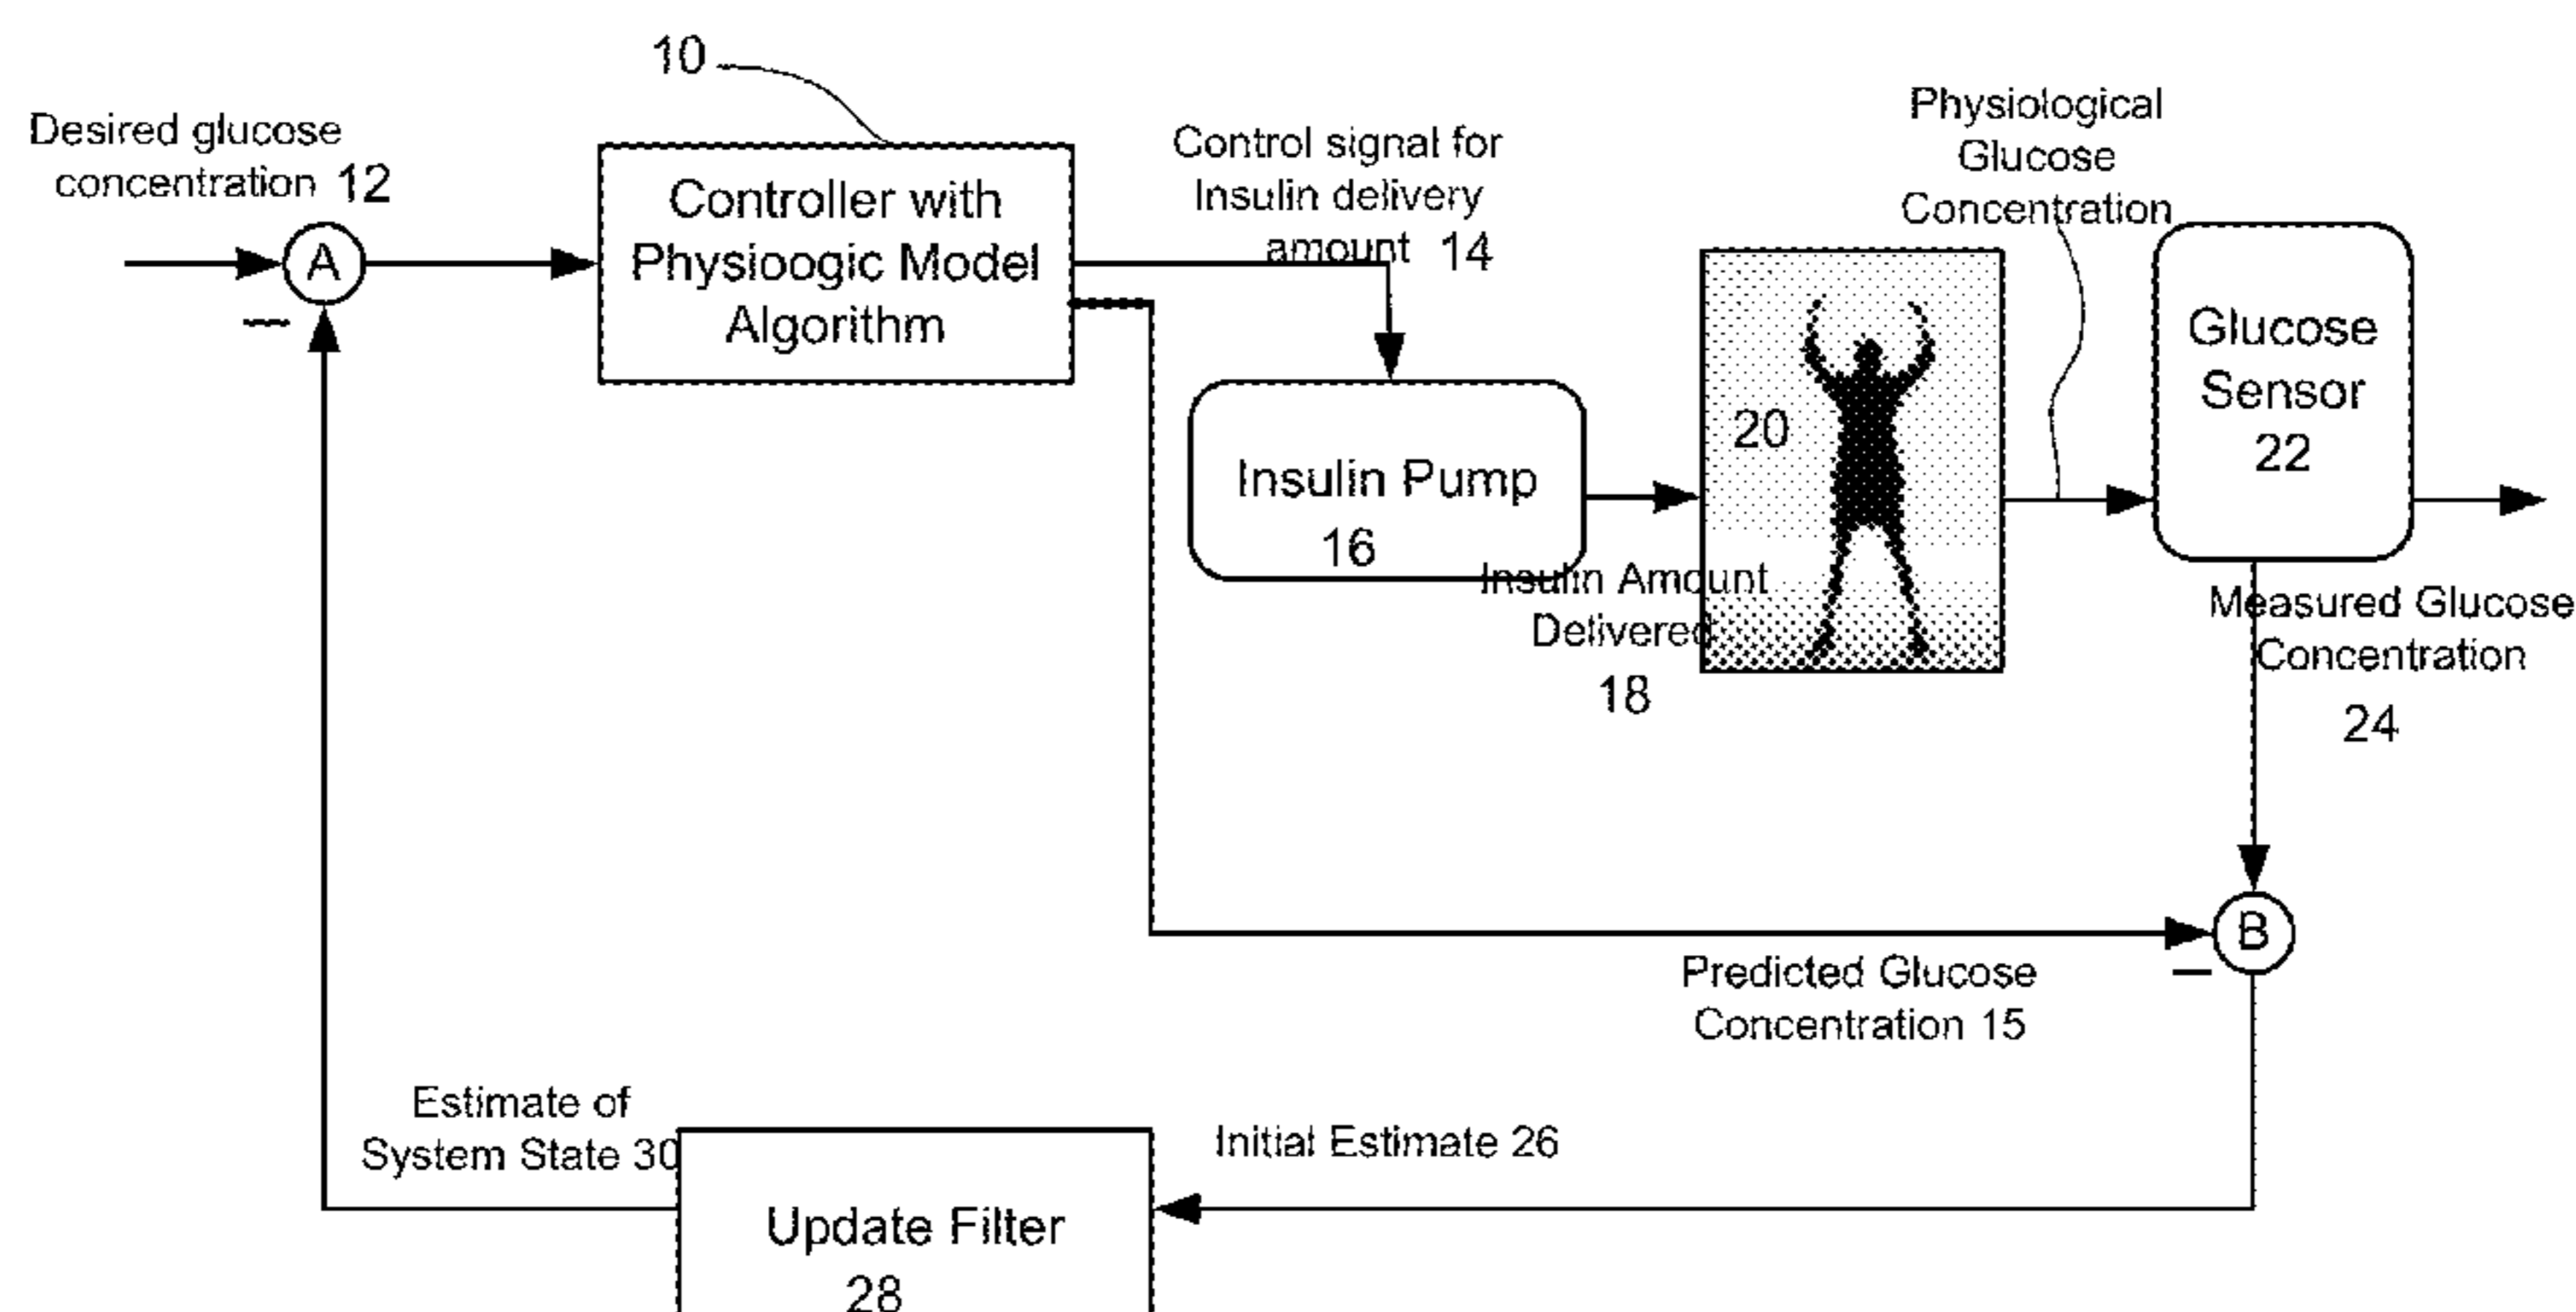 10
Desired glucose
concentration 12
A
Controller with
Physioogic Model
Algorithm
Control signal for
Insulin delivery
amount 14
Physiological
Glucose
Concentration
Glucose
Sensor
22
20
Insulin Pump
16
Insulin Amount
Delivered
18
Measured Glucose
Concentration
24
B
Predicted Glucose
Concentration 15
Estimate of
System State 30
Initial Estimate 26
Update Filter
28